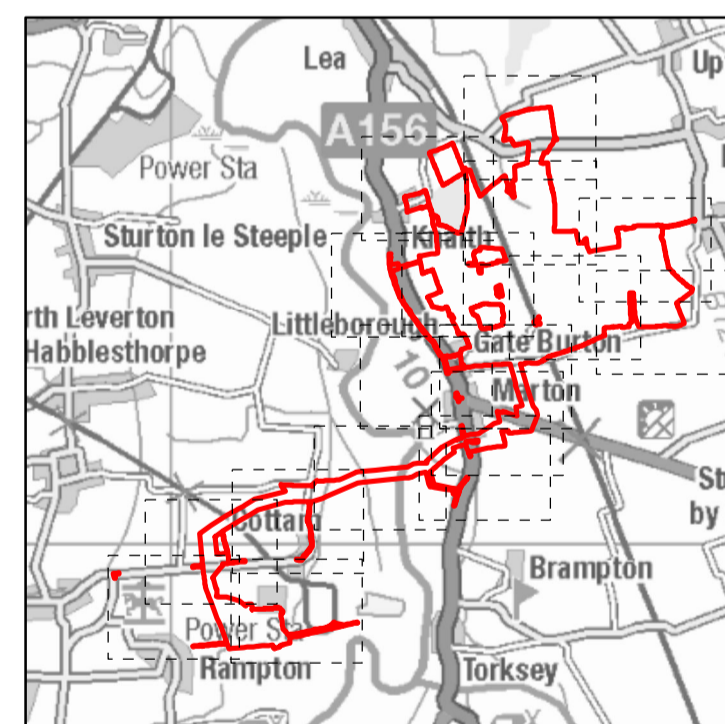 Lea
Up
A156
Power Sta
Knaith
Sturton le Steeple
rth Leverton
Littleborough
Habblesthorpe
Gate Burton
10
Marton
St
by
Cottam
Brampton
Power Sta
Rampton
Torksey